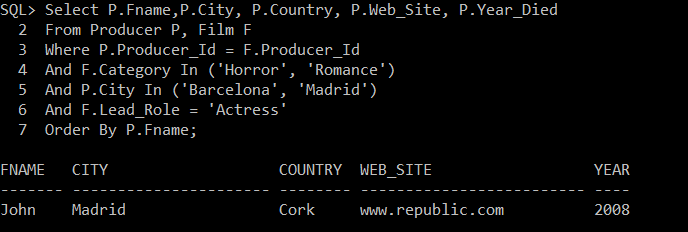 SQL> Select P.Fname,P.City, P.Country, P.Web_Site, P.Year_Died
2 From Producer P, Film F
3 Where P.Producer_Id = F.Producer_Id
4 And F.Category In ('Horror', 'Romance')
5 And P.City In ('Barcelona', 'Madrid')
6 And F.Lead_Role = 'Actress'
7 Order By P.Fname;
FNAME CITY COUNTRY WEB_SITE YEAR
------- ---------------------- -------- ------------------------- ----
John Madrid Cork www.republic.com 2008